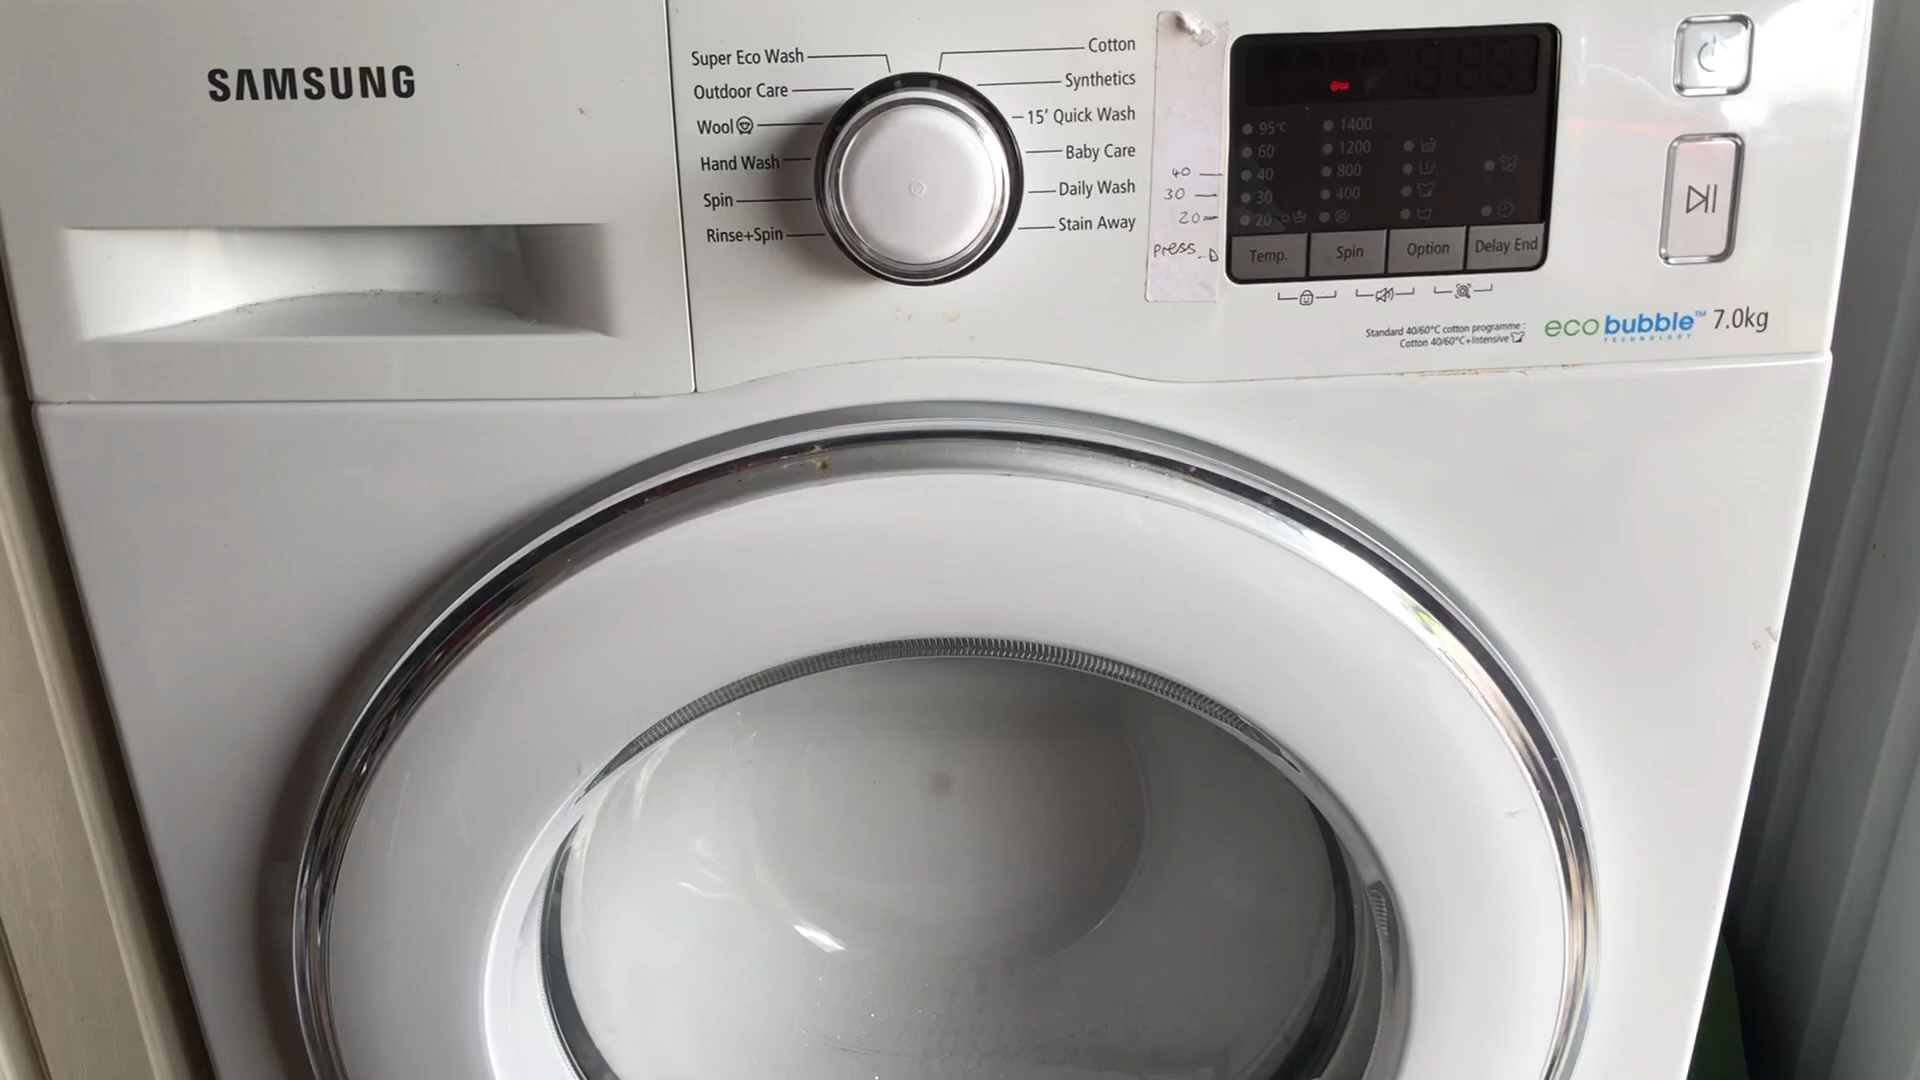 SAMSUNG
Super Eco Wash
Outdoor Care
Wool
Hand Wash
Spin
Rinse+Spin
Cotton
Synthetics
15' Quick Wash
Baby Care
Daily Wash
Stain Away
40
30
20
Press
95°C
60
40
30
20
1400
1200
800
400
Temp.
Spin
Option
Delay End
Standard 40/60°C cotton programme :
Cotton 40/60°C+Intensive
eco bubble™ 7.0kg
TECHNOLOGY